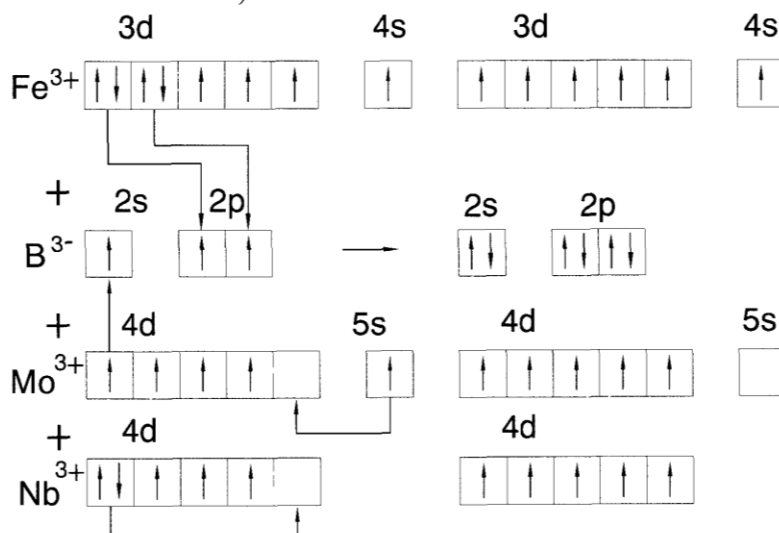 3d 4s 3d 4s
Fe3+
+ 2s 2p 2s 2p
B3-
+ 4d 5s 4d 5s
Mo3+
+ 4d 4d
Nb3+